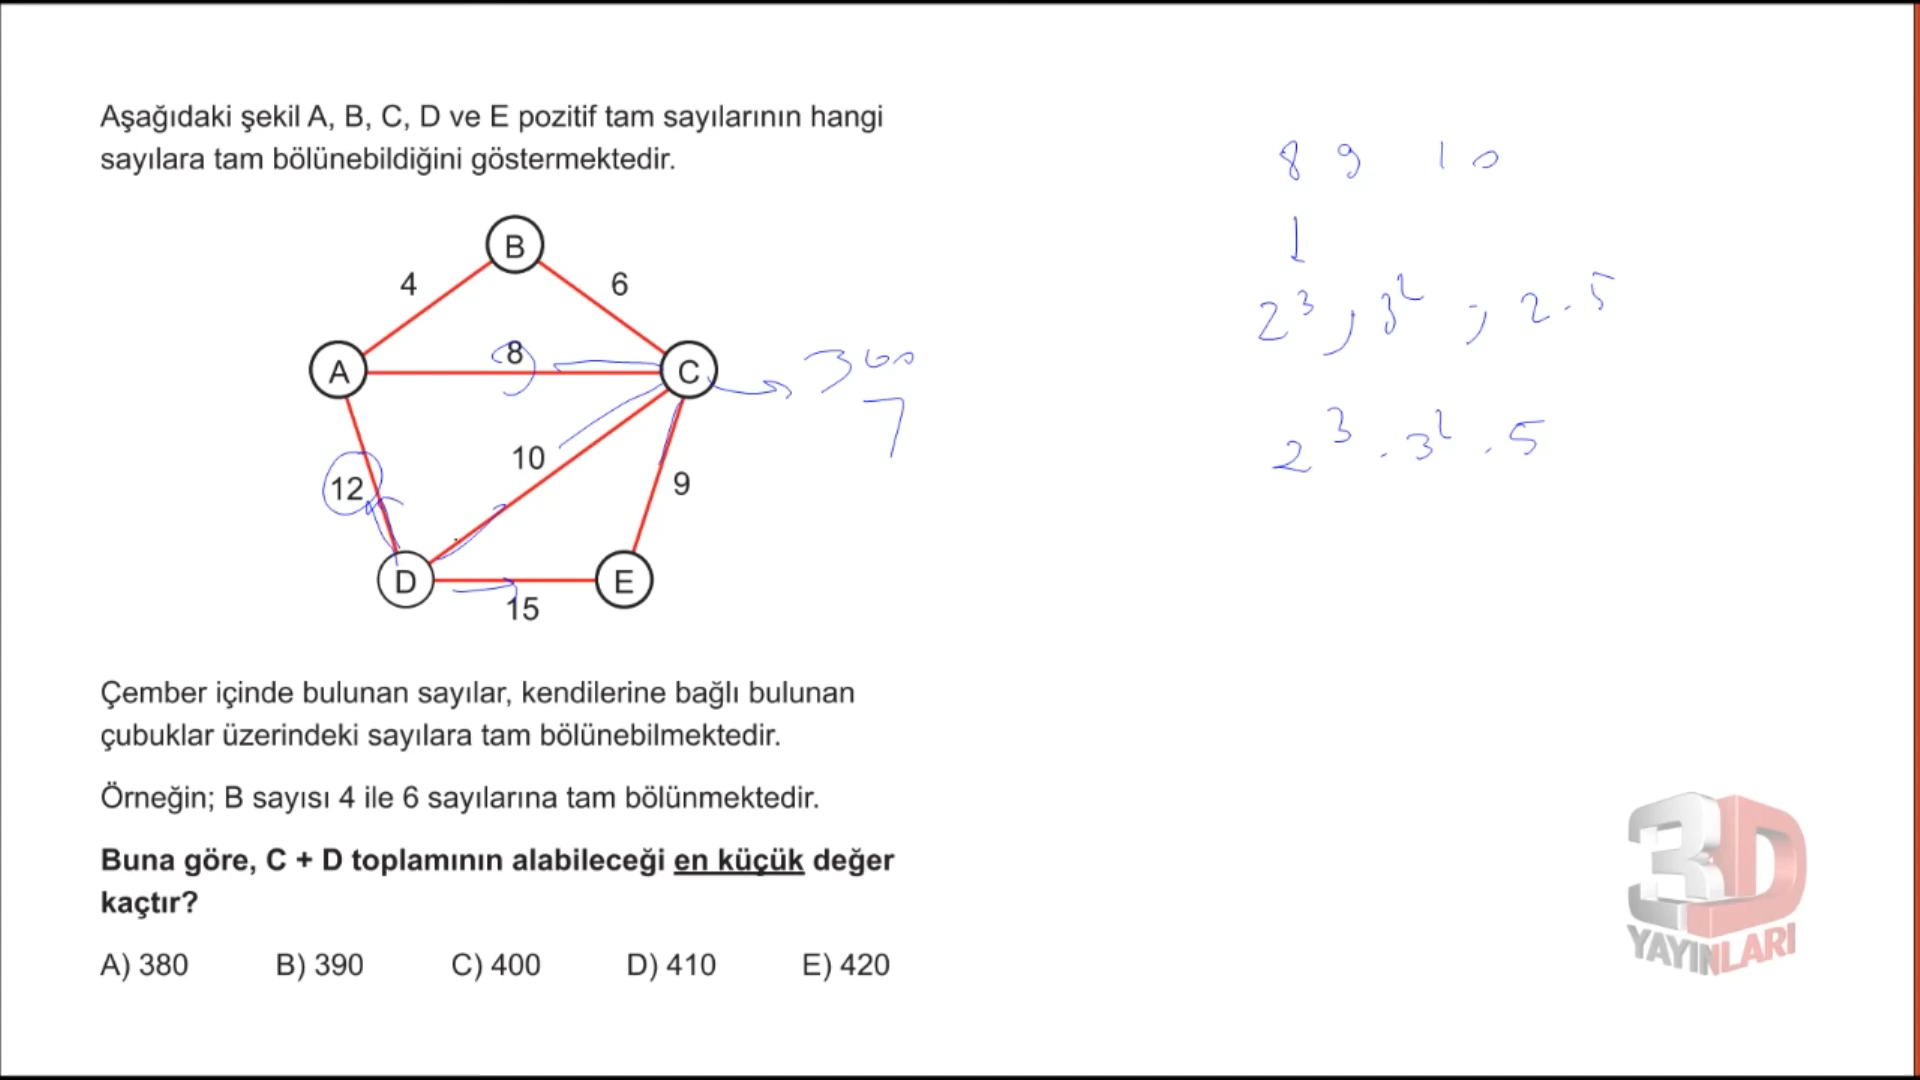 Aşağıdaki şekil A, B, C, D ve E pozitif tam sayılarının hangi
sayılara tam bölünebildiğini göstermektedir.
8 9 10
B
4
6
2³, 3² ; 2.5
8
A
C
360
7
2³ . 3² . 5
10
12
9
D
E
15
Çember içinde bulunan sayılar, kendilerine bağlı bulunan
çubuklar üzerindeki sayılara tam bölünebilmektedir.
Örneğin; B sayısı 4 ile 6 sayılarına tam bölünmektedir.
Buna göre, C + D toplamının alabileceği en küçük değer
kaçtır?
A) 380 B) 390 C) 400 D) 410 E) 420
3D
YAYINLARI